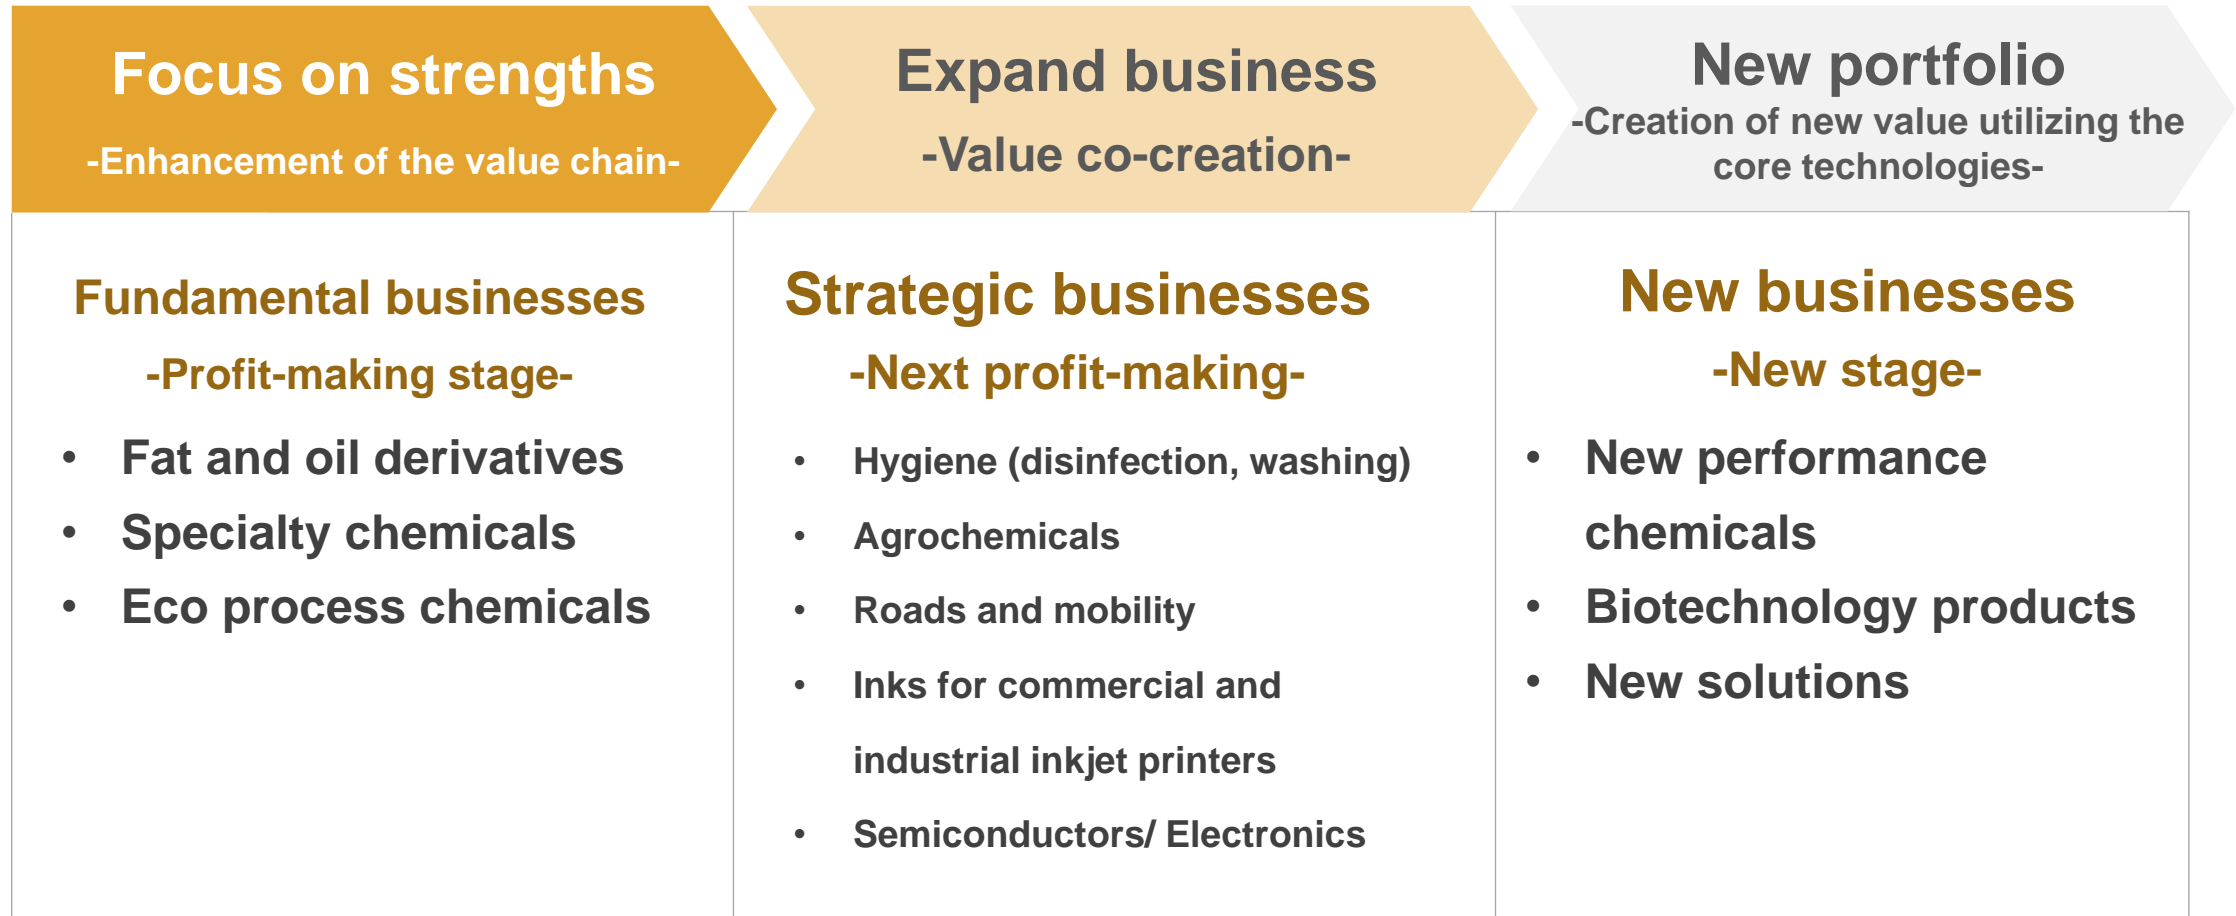 Focus on strengths
-Enhancement of the value chain-
Expand business
-Value co-creation-
New portfolio
-Creation of new value utilizing the
core technologies-
Fundamental businesses
-Profit-making stage-
• Fat and oil derivatives
• Specialty chemicals
• Eco process chemicals
Strategic businesses
-Next profit-making-
• Hygiene (disinfection, washing)
• Agrochemicals
• Roads and mobility
• Inks for commercial and
industrial inkjet printers
• Semiconductors/ Electronics
New businesses
-New stage-
• New performance
chemicals
• Biotechnology products
• New solutions